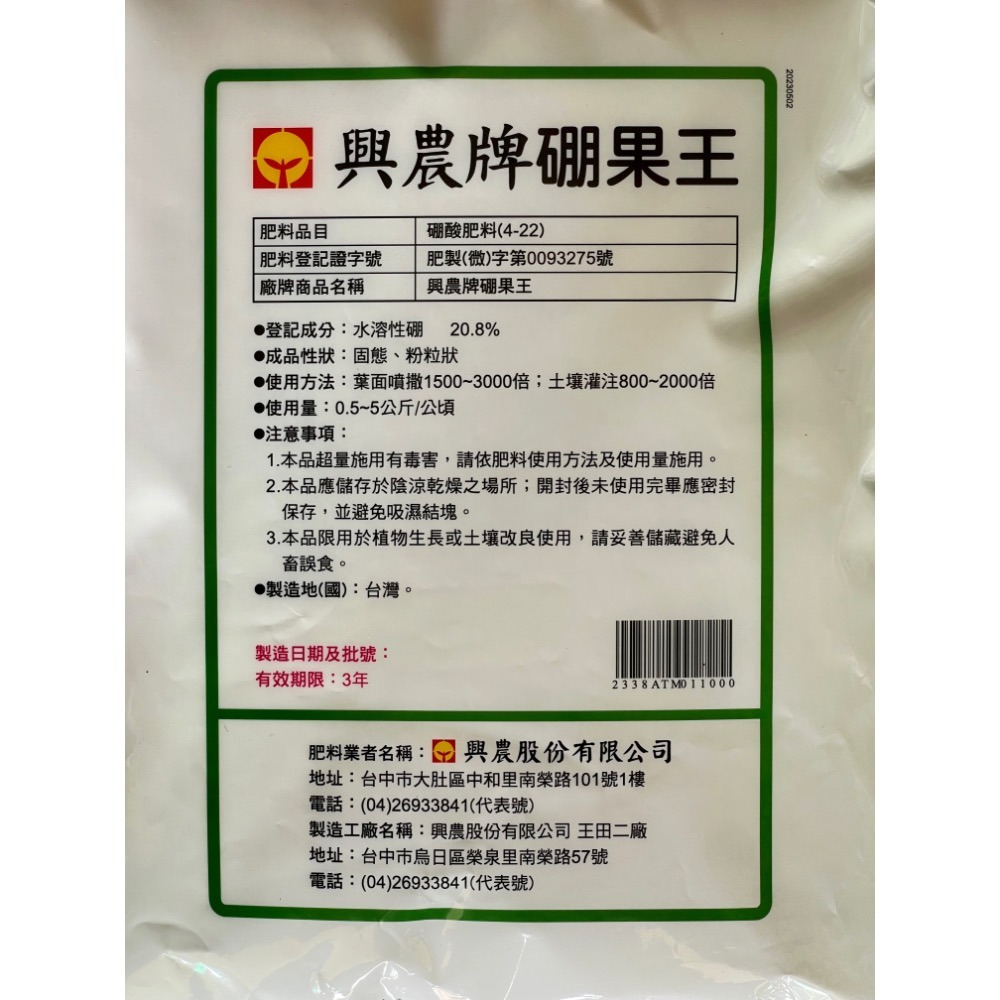 20230502
興農牌硼果王
肥料品目 硼酸肥料(4-22)
肥料登記證字號 肥製(微)字第0093275號
廠牌商品名稱 興農牌硼果王
●登記成分：水溶性硼 20.8%
●成品性狀：固態、粉粒狀
●使用方法：葉面噴撒1500~3000倍；土壤灌注800~2000倍
●使用量：0.5~5公斤/公頃
●注意事項：
1.本品超量施用有毒害，請依肥料使用方法及使用量施用。
2.本品應儲存於陰涼乾燥之場所；開封後未使用完畢應密封
保存，並避免吸濕結塊。
3.本品限用於植物生長或土壤改良使用，請妥善儲藏避免人
畜誤食。
●製造地(國)：台灣。
製造日期及批號：
有效期限：3年
2338ATM011000
肥料業者名稱：興農股份有限公司
地址：台中市大肚區中和里南榮路101號1樓
電話：(04)26933841(代表號)
製造工廠名稱：興農股份有限公司 王田二廠
地址：台中市烏日區榮泉里南榮路57號
電話：(04)26933841(代表號)